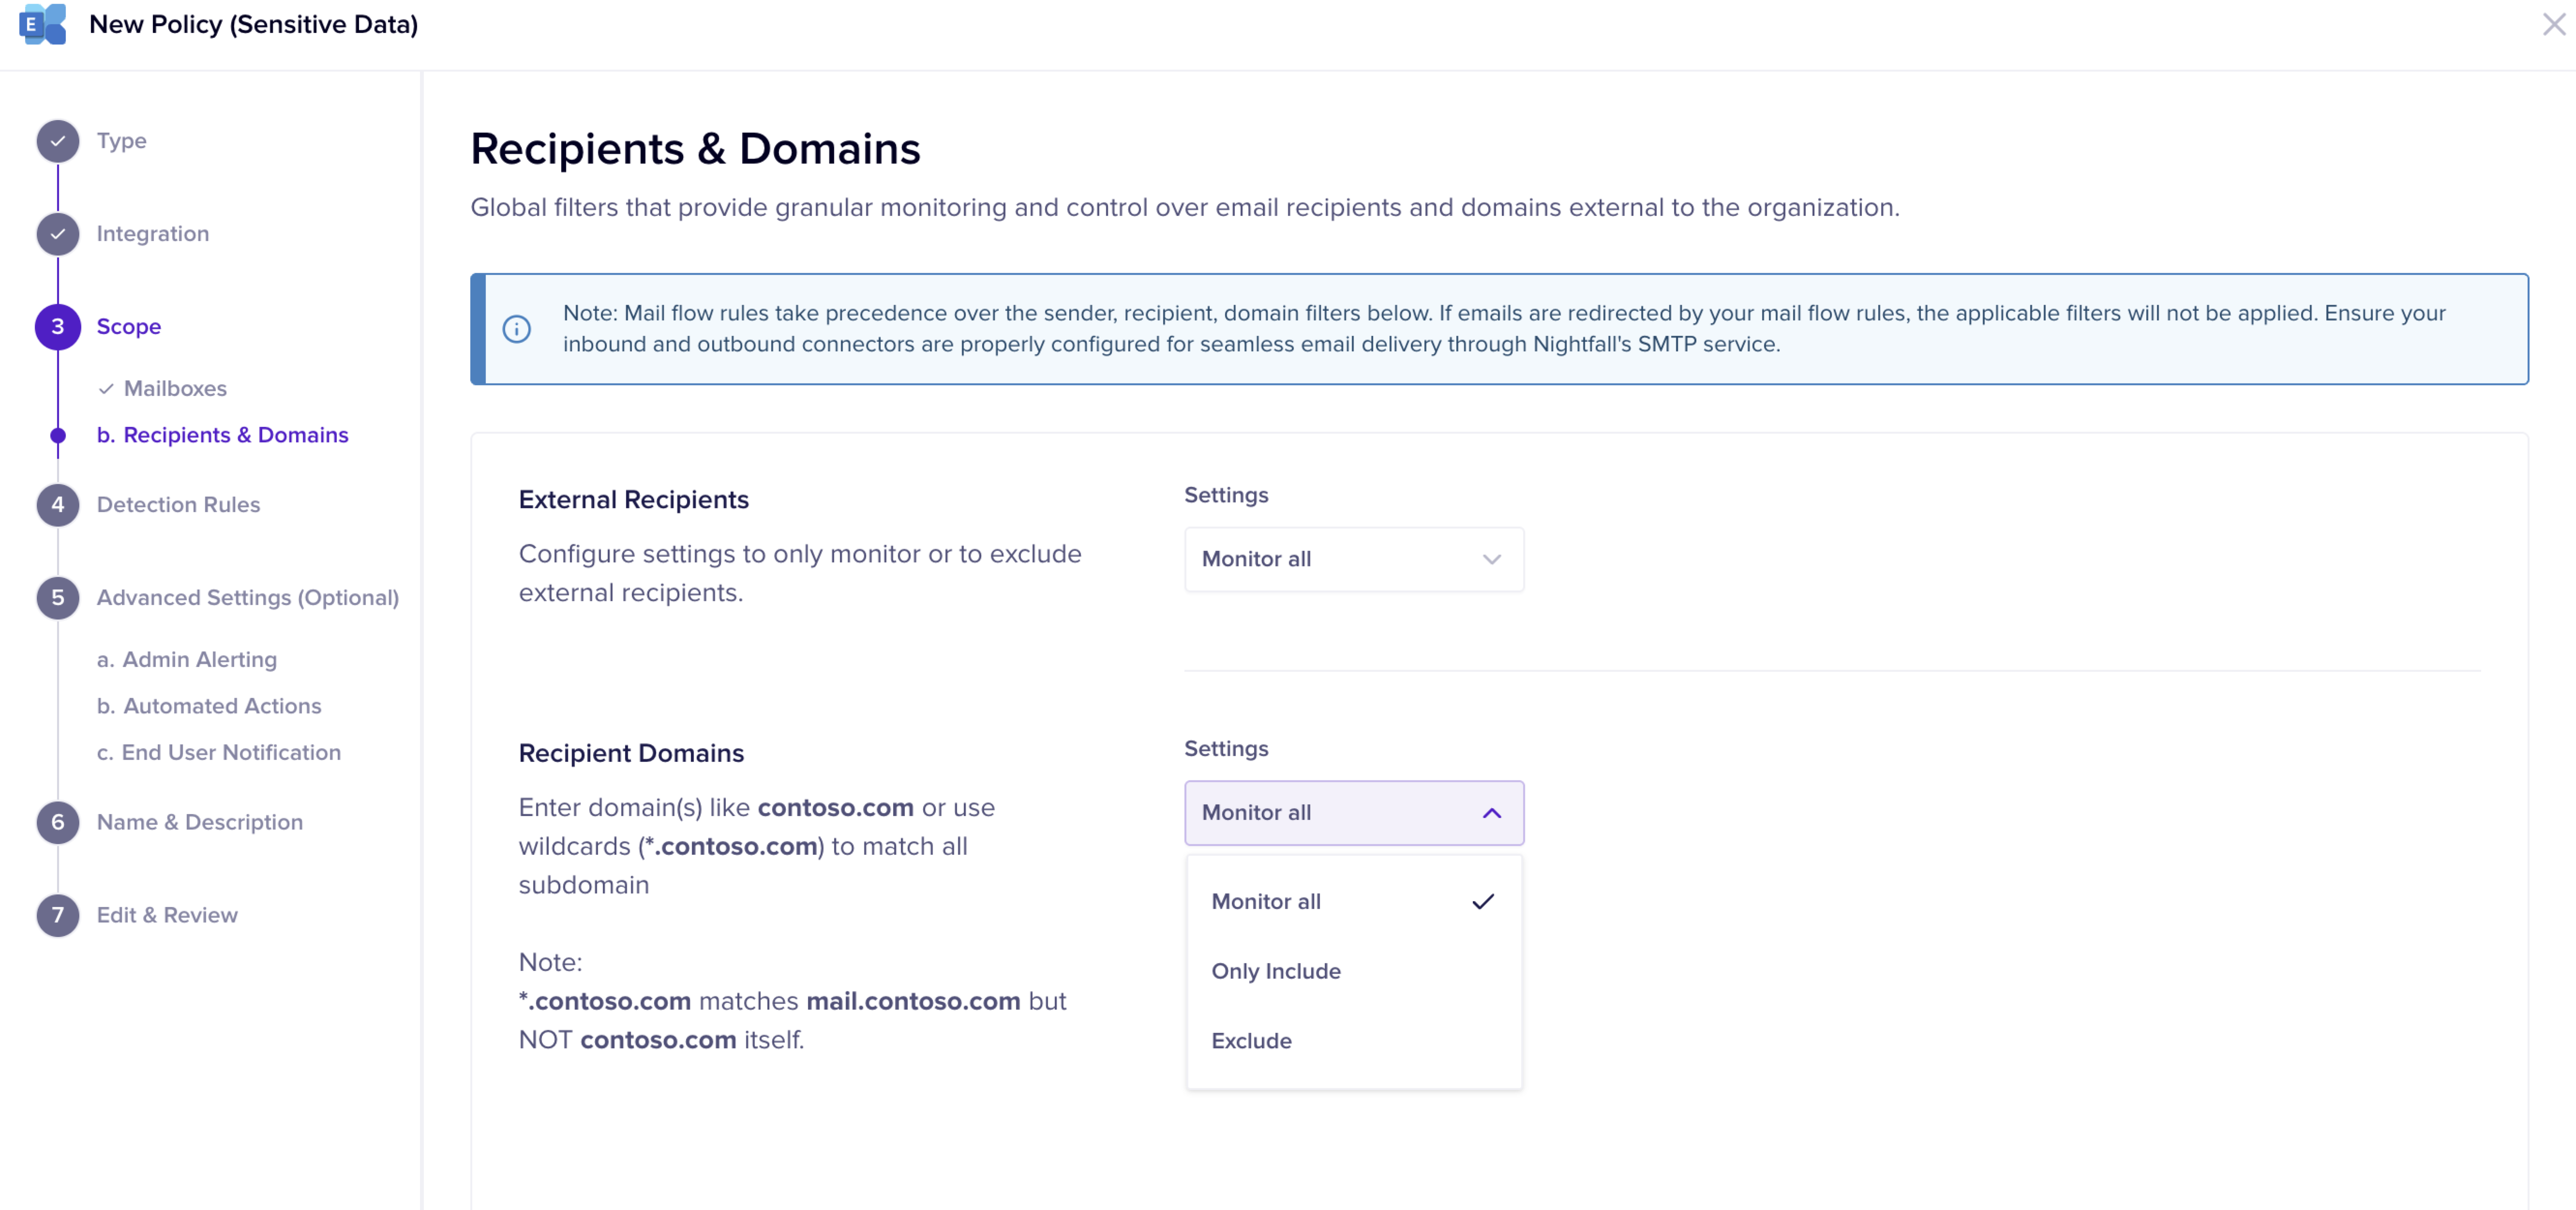 E
New Policy (Sensitive Data)
Type
Integration
3 Scope
Mailboxes
b. Recipients & Domains
4 Detection Rules
5 Advanced Settings (Optional)
a. Admin Alerting
b. Automated Actions
c. End User Notification
6 Name & Description
7 Edit & Review
Recipients & Domains
Global filters that provide granular monitoring and control over email recipients and domains external to the organization.
Note: Mail flow rules take precedence over the sender, recipient, domain filters below. If emails are redirected by your mail flow rules, the applicable filters will not be applied. Ensure your
inbound and outbound connectors are properly configured for seamless email delivery through Nightfall's SMTP service.
External Recipients
Configure settings to only monitor or to exclude
external recipients.
Settings
Monitor all
Recipient Domains
Enter domain(s) like contoso.com or use
wildcards (*.contoso.com) to match all
subdomain
Note:
*.contoso.com matches mail.contoso.com but
NOT contoso.com itself.
Settings
Monitor all
Monitor all
Only Include
Exclude